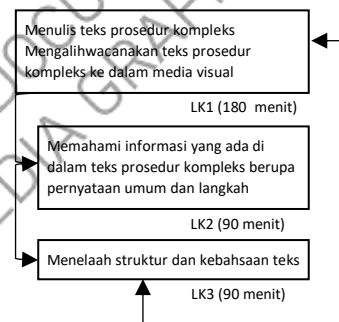 Menulis teks prosedur kompleks
Mengalihwacanakan teks prosedur
kompleks ke dalam media visual
LK1 (180 menit)
Memahami informasi yang ada di
dalam teks prosedur kompleks berupa
pernyataan umum dan langkah
LK2 (90 menit)
Menelaah struktur dan kebahsaan teks
LK3 (90 menit)